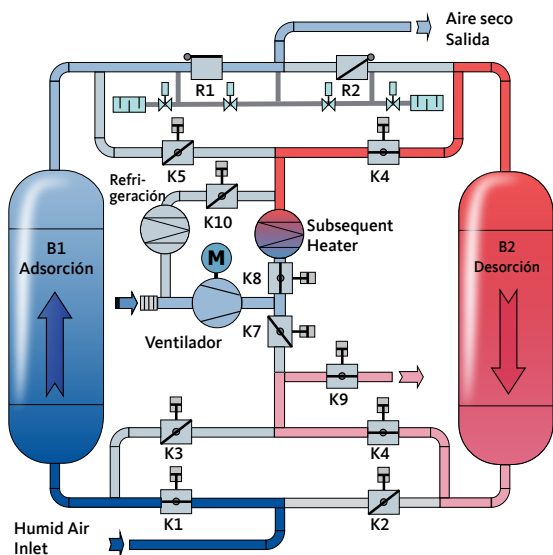 Aire seco
Salida
R1
R2
K5
K4
Refri-
geración
K10
Subsequent
Heater
B1
Adsorción
B2
Desorción
M
K8
Ventilador
K7
K9
K3
K4
K1
K2
Humid Air
Inlet